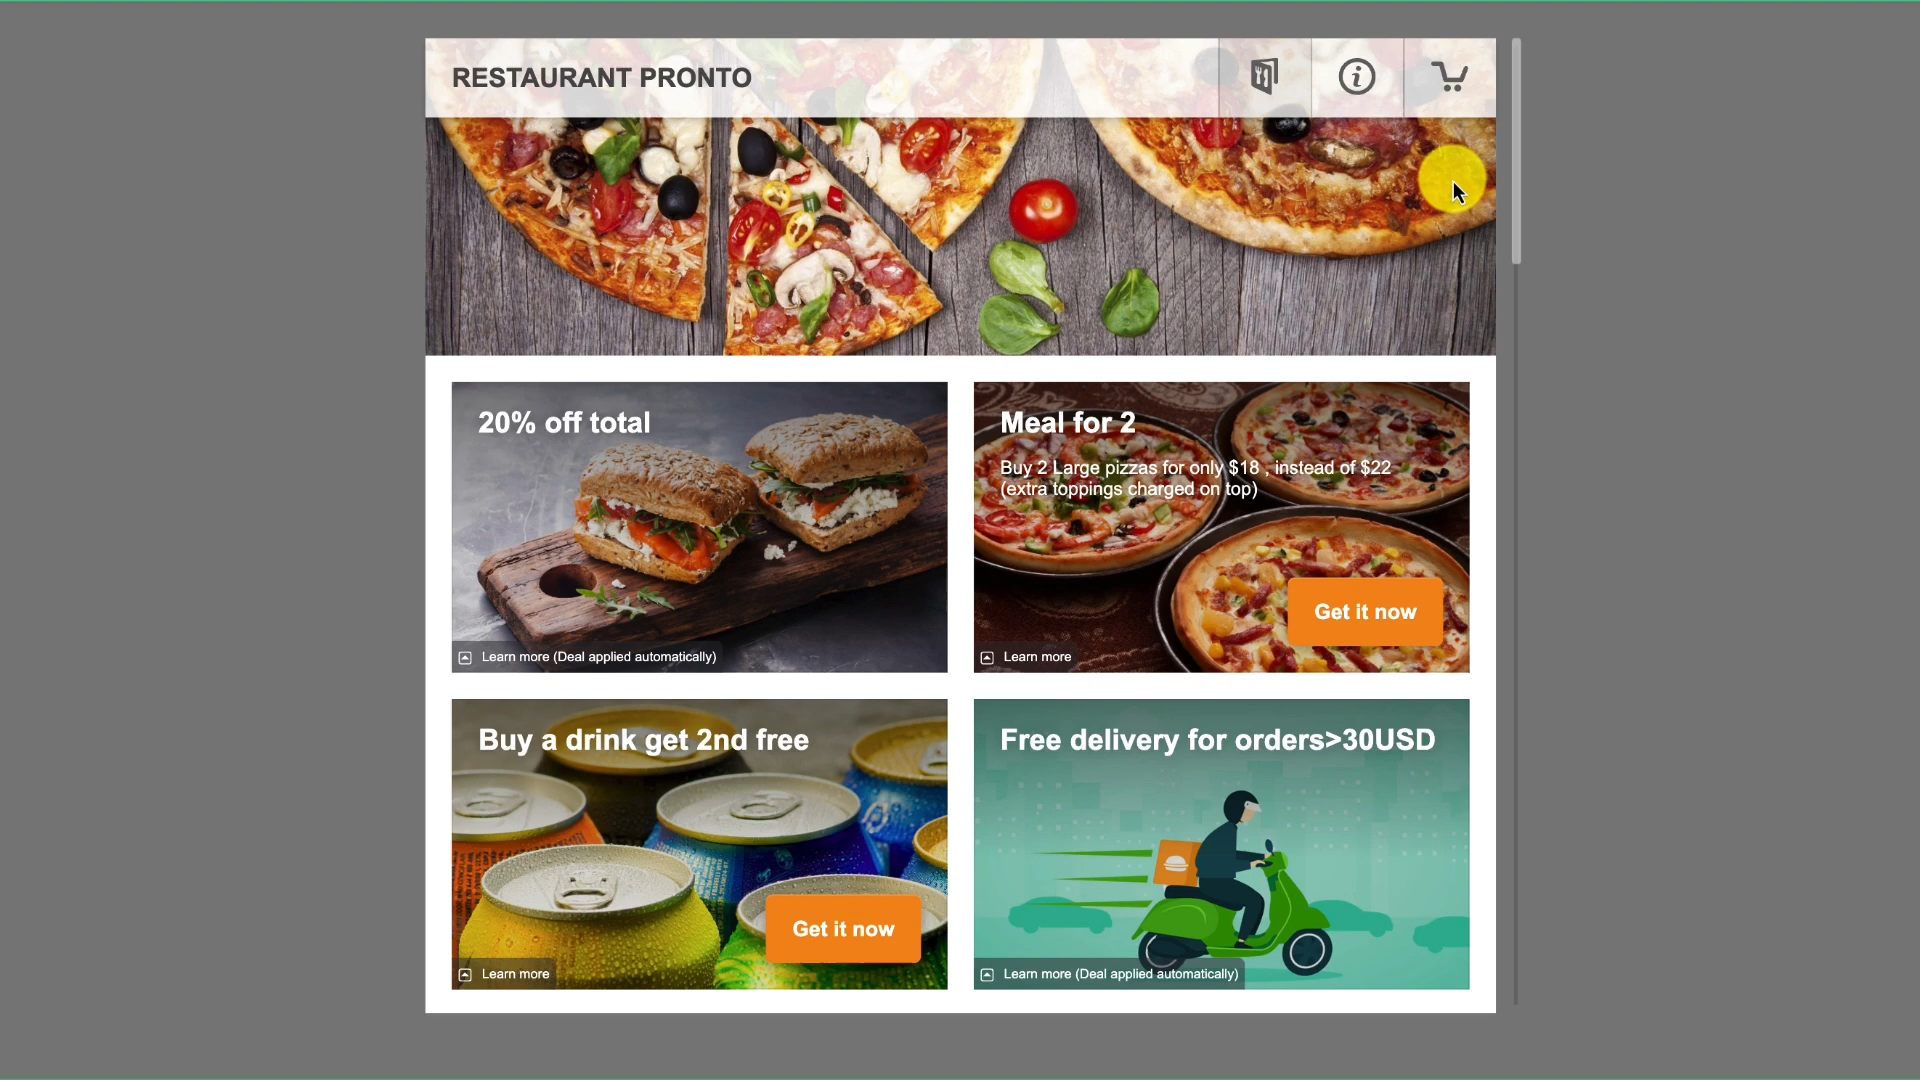 RESTAURANT PRONTO
20% off total
Learn more (Deal applied automatically)
Meal for 2
Buy 2 Large pizzas for only $18 , instead of $22
(extra toppings charged on top)
Get it now
Learn more
Buy a drink get 2nd free
Get it now
Learn more
Free delivery for orders>30USD
Learn more (Deal applied automatically)